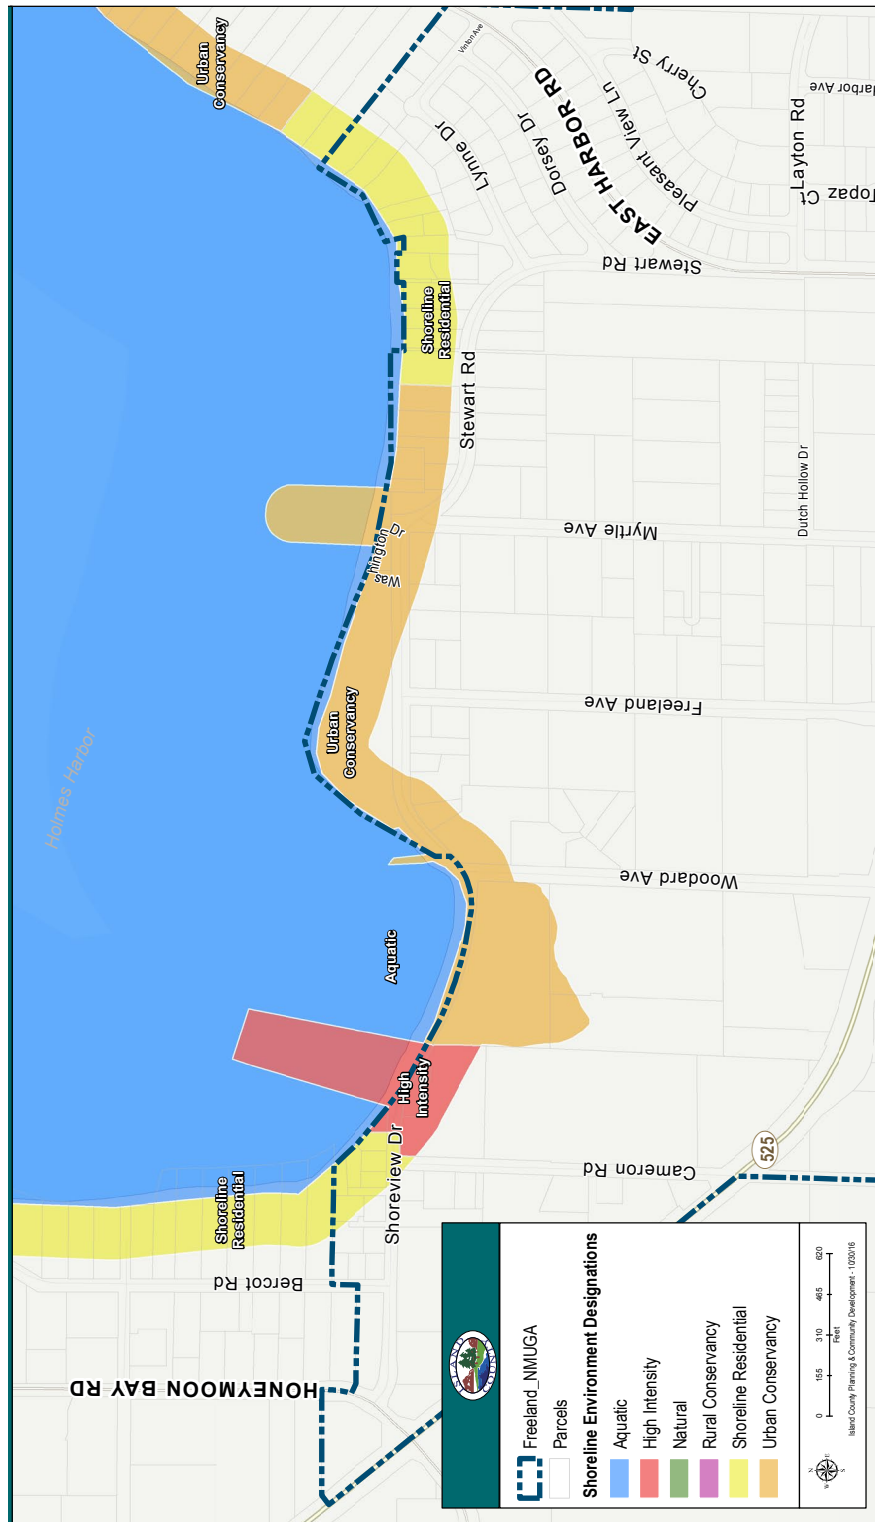 Urban
Conservancy
Vinton Ave
EAST HARBOR RD
Cherry St
Harbor Ave
Lynne Dr
Dorsey Dr
Pleasant View Ln
Layton Rd
Topaz Ct
Stewart Rd
Shoreline
Residential
Stewart Rd
Dutch Hollow Dr
Myrtle Ave
Washington Dr
Freeland Ave
Urban
Conservancy
Holmes Harbor
Woodard Ave
Aquatic
High
Intensity
Shoreview Dr
Cameron Rd
525
Shoreline
Residential
Bercot Rd
HONEYMOON BAY RD
ISLAND
COUNTY
Freeland_NMUGA
Parcels
Shoreline Environment Designations
Aquatic
High Intensity
Natural
Rural Conservancy
Shoreline Residential
Urban Conservancy
N
W E
S
0 155 310 465 620
Feet
Island County Planning & Community Development - 10/30/16